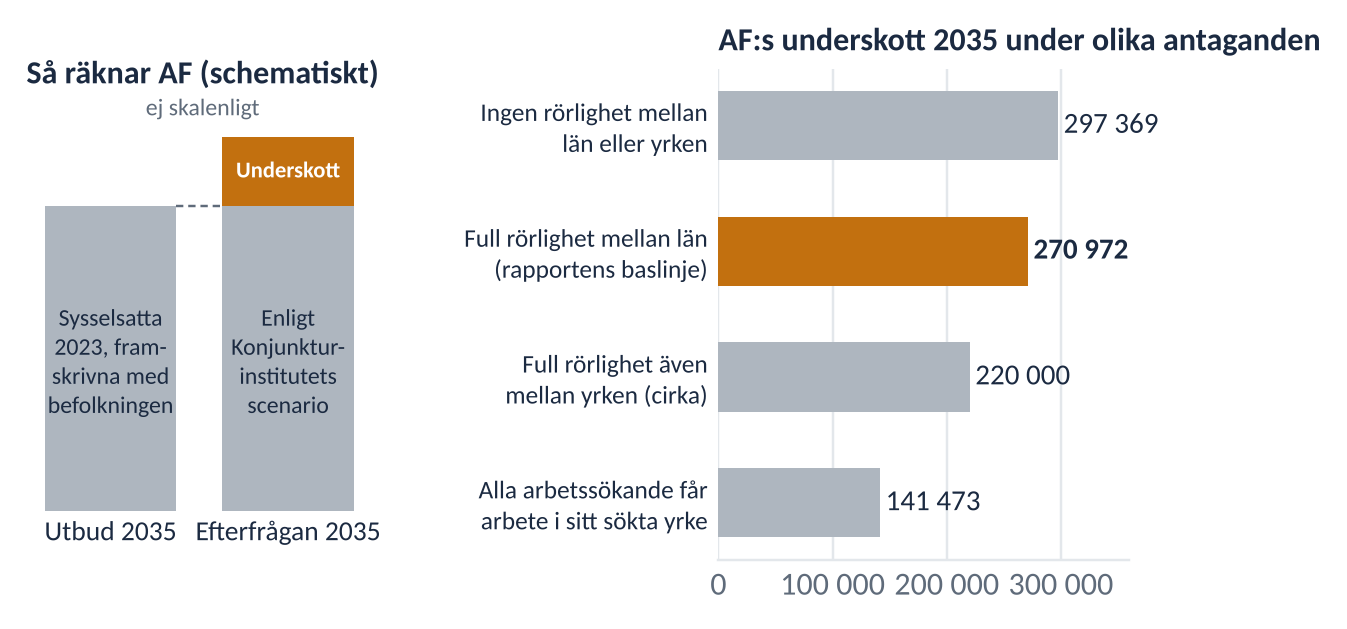 Så räknar AF (schematiskt)
ej skalenligt
Underskott
Sysselsatta
2023, fram-
skrivna med
befolkningen
Enligt
Konjunktur-
institutets
scenario
Utbud 2035
Efterfrågan 2035
AF:s underskott 2035 under olika antaganden
Ingen rörlighet mellan
län eller yrken
297 369
Full rörlighet mellan län
(rapportens baslinje)
270 972
Full rörlighet även
mellan yrken (cirka)
220 000
Alla arbetssökande får
arbete i sitt sökta yrke
141 473
0
100 000
200 000
300 000